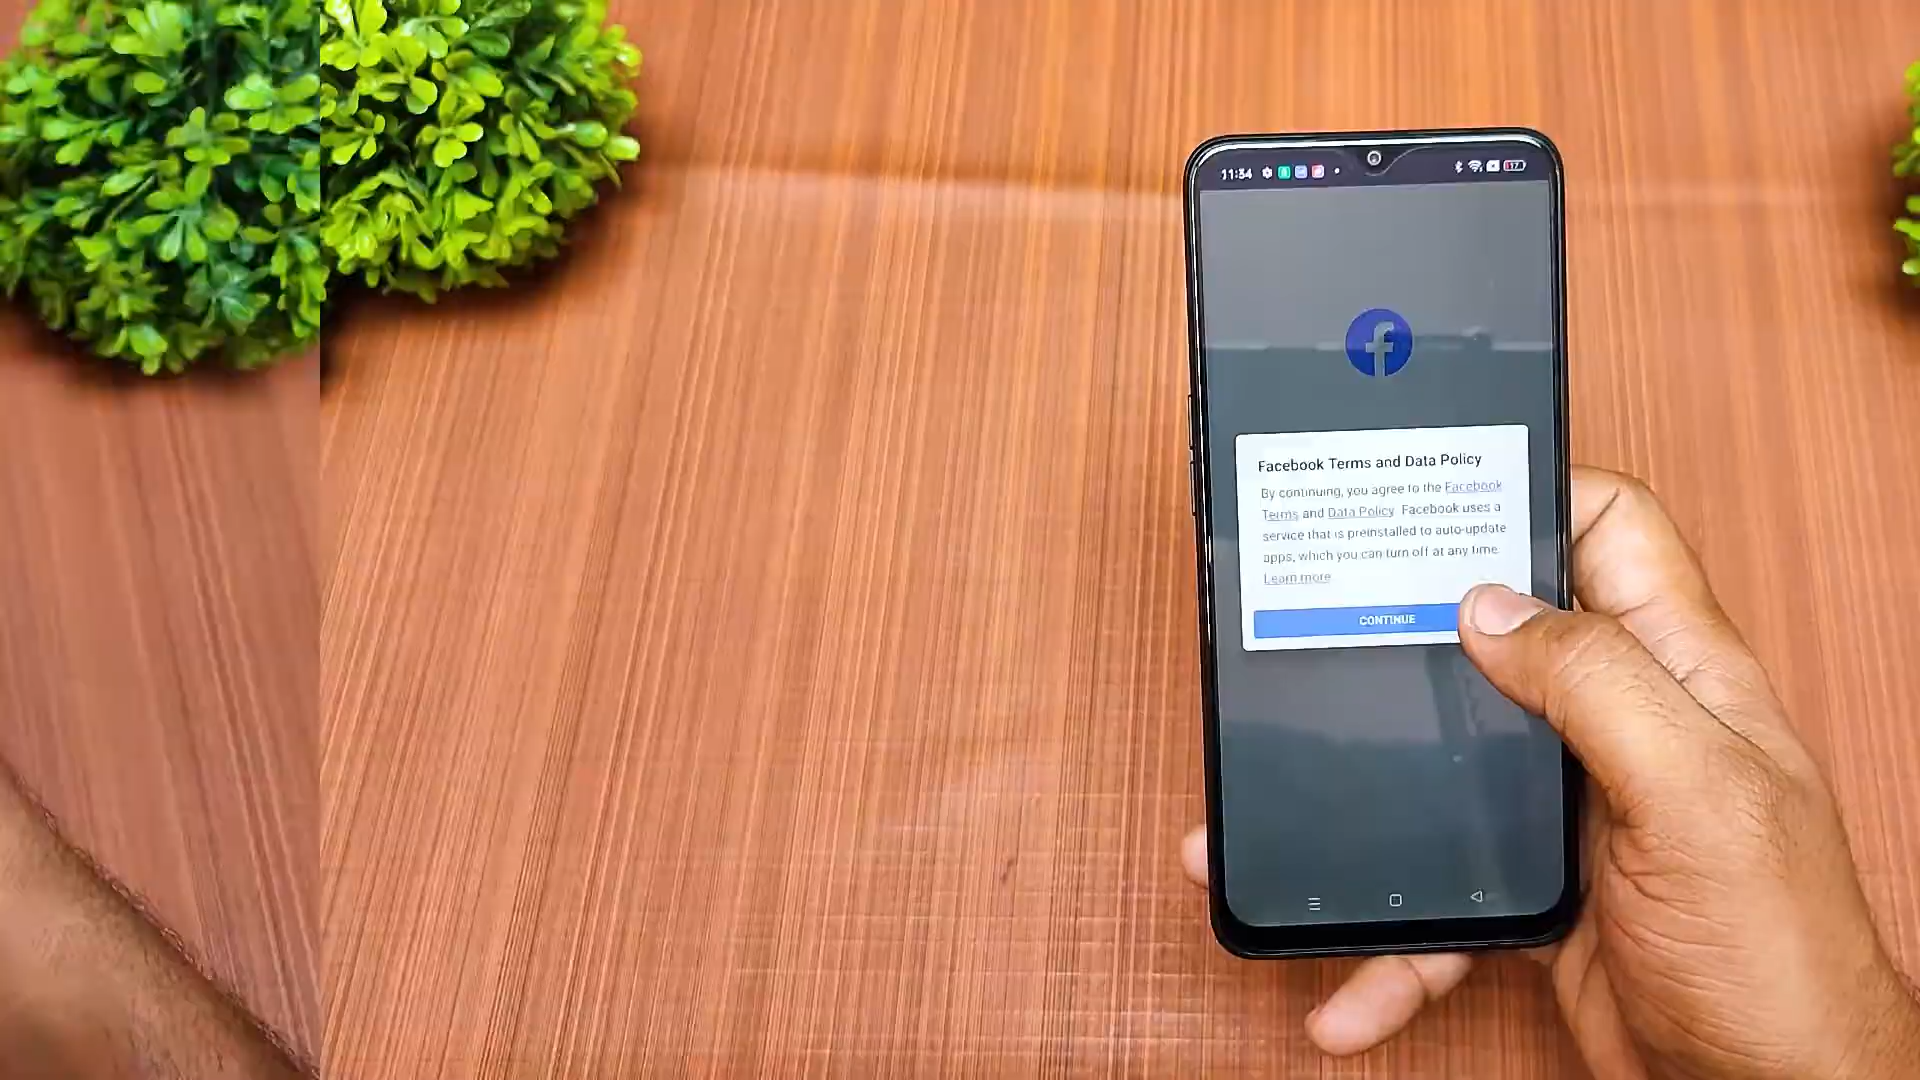 11:34
17
Facebook Terms and Data Policy
By continuing, you agree to the Facebook
Terms and Data Policy. Facebook uses a
service that is preinstalled to auto-update
apps, which you can turn off at any time.
Learn more
CONTINUE